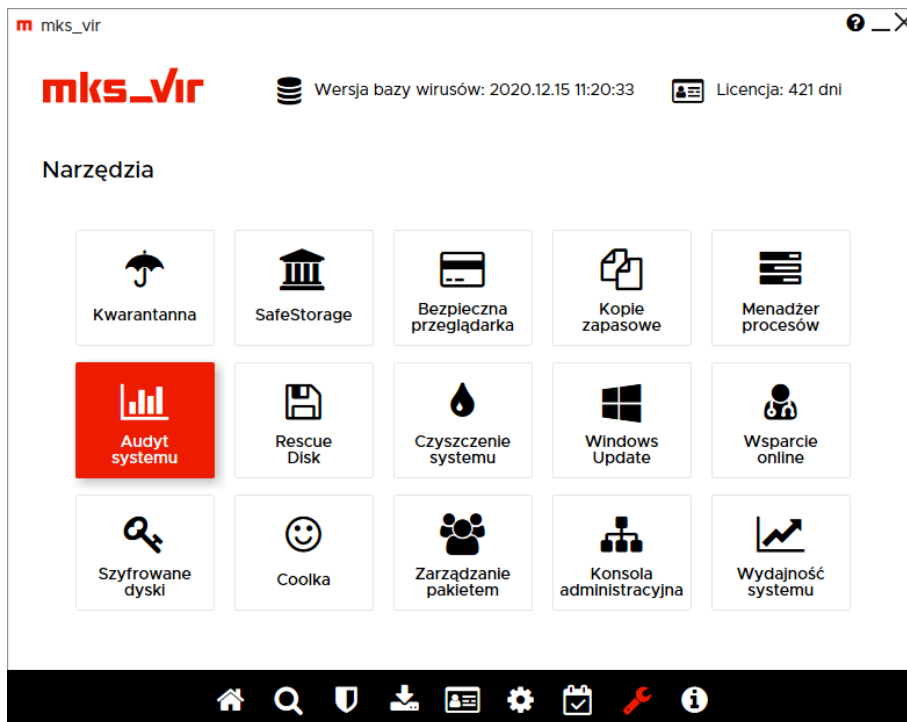 mks_vir
mks_vir
Wersja bazy wirusów: 2020.12.15 11:20:33
Licencja: 421 dni
Narzędzia
Kwarantanna
SafeStorage
Bezpieczna
przeglądarka
Kopie
zapasowe
Menadżer
procesów
Audyt
systemu
Rescue
Disk
Czyszczenie
systemu
Windows
Update
Wsparcie
online
Szyfrowane
dyski
Coolka
Zarządzanie
pakietem
Konsola
administracyjna
Wydajność
systemu